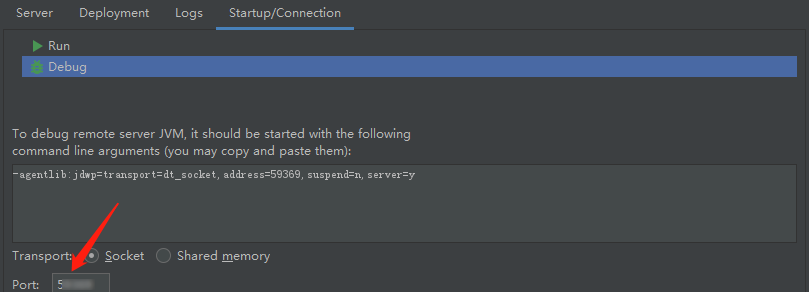 Server Deployment Logs Startup/Connection
Run
Debug
To debug remote server JVM, it should be started with the following
command line arguments (you may copy and paste them):
-agentlib:jdwp=transport=dt_socket,address=59369,suspend=n,server=y
Transport: Socket Shared memory
Port: